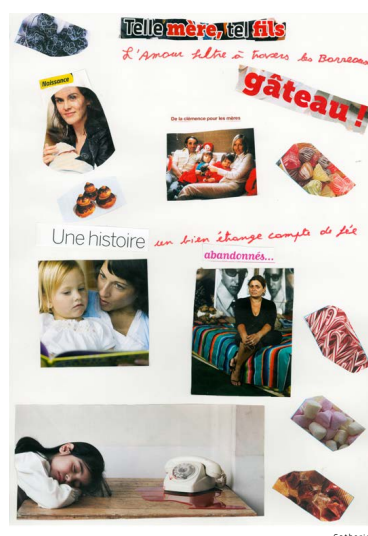 Telle mère, tel fils
L'Amour filtre à Travers les Barreaux
gâteau !
Naissance
De la clémence pour les mères
Une histoire un bien étrange compte de fée
abandonnés...